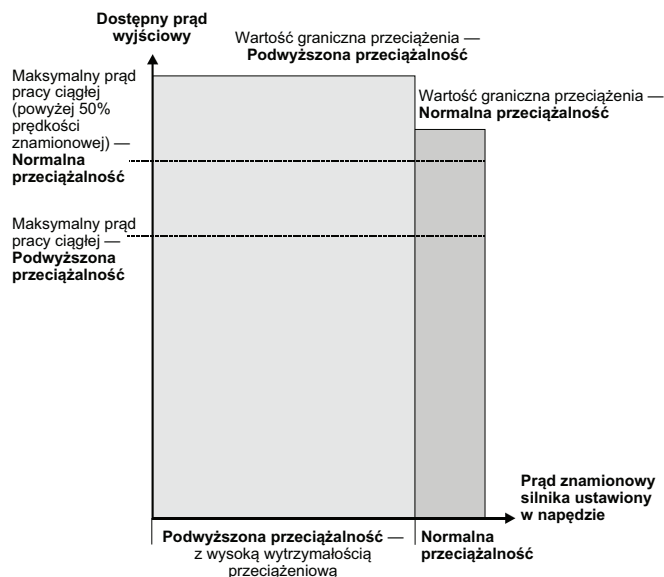 Dostępny prąd
wyjściowy
Wartość graniczna przeciążenia —
Podwyższona przeciążalność
Maksymalny prąd
pracy ciągłej
(powyżej 50%
prędkości
znamionowej) —
Normalna
przeciążalność
Wartość graniczna przeciążenia —
Normalna przeciążalność
Maksymalny prąd
pracy ciągłej —
Podwyższona
przeciążalność
Prąd znamionowy
silnika ustawiony
w napędzie
Podwyższona przeciążalność —
z wysoką wytrzymałością
przeciążeniową
Normalna
przeciążalność